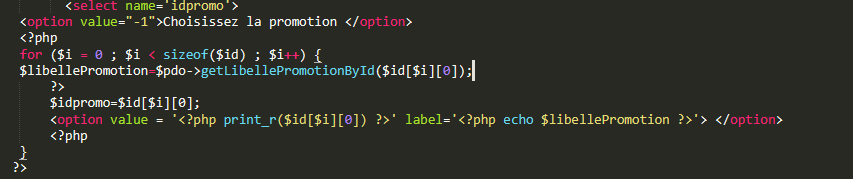 <select name='idpromo'>
<option value="-1">Choisissez la promotion </option>
<?php
for ($i = 0 ; $i < sizeof($id) ; $i++) {
$libellePromotion=$pdo->getLibellePromotionById($id[$i][0]);
?>
$idpromo=$id[$i][0];
<option value = '<?php print_r($id[$i][0]) ?>' label='<?php echo $libellePromotion ?>'> </option>
<?php
}
?>